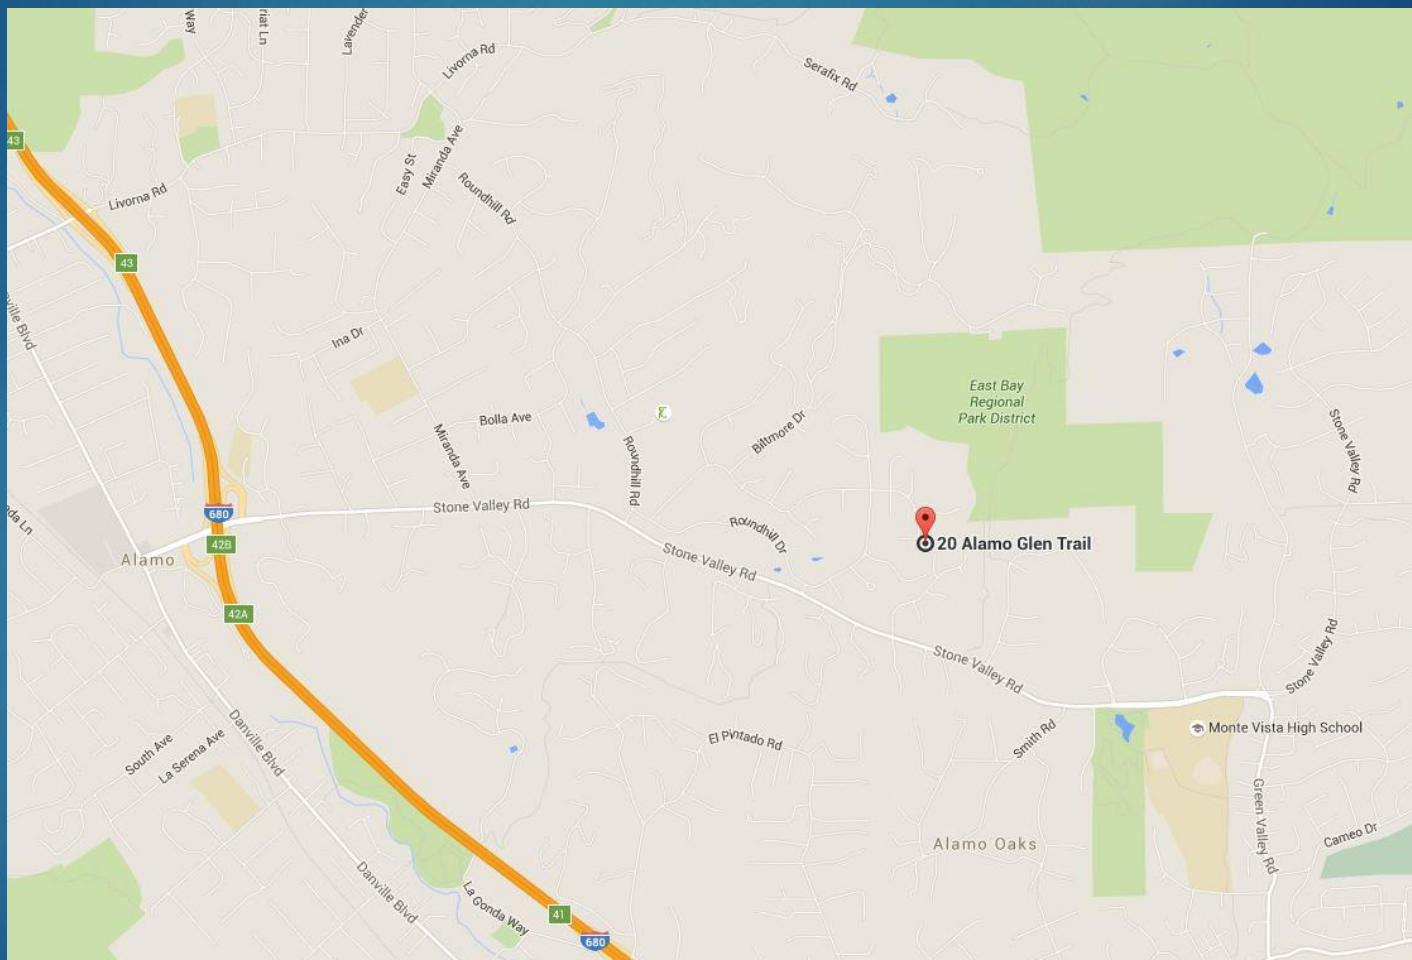 Way
riat Ln
Lavender
Livorna Rd
Serafix Rd
43
Easy St
Miranda Ave
Livorna Rd
Roundhill Rd
43
ville Blvd
Ina Dr
East Bay
Regional
Park District
Bolla Ave
Miranda Ave
Roundhill Rd
Biltmore Dr
Stone Valley Rd
Stone Valley Rd
680
42B
Alamo
Roundhill Dr
Stone Valley Rd
20 Alamo Glen Trail
42A
Stone Valley Rd
Stone Valley Rd
Danville Blvd
South Ave
La Serena Ave
El Pintado Rd
Smith Rd
Monte Vista High School
Green Valley Rd
Cameo Dr
Alamo Oaks
Danville Blvd
La Gonda Way
41
680